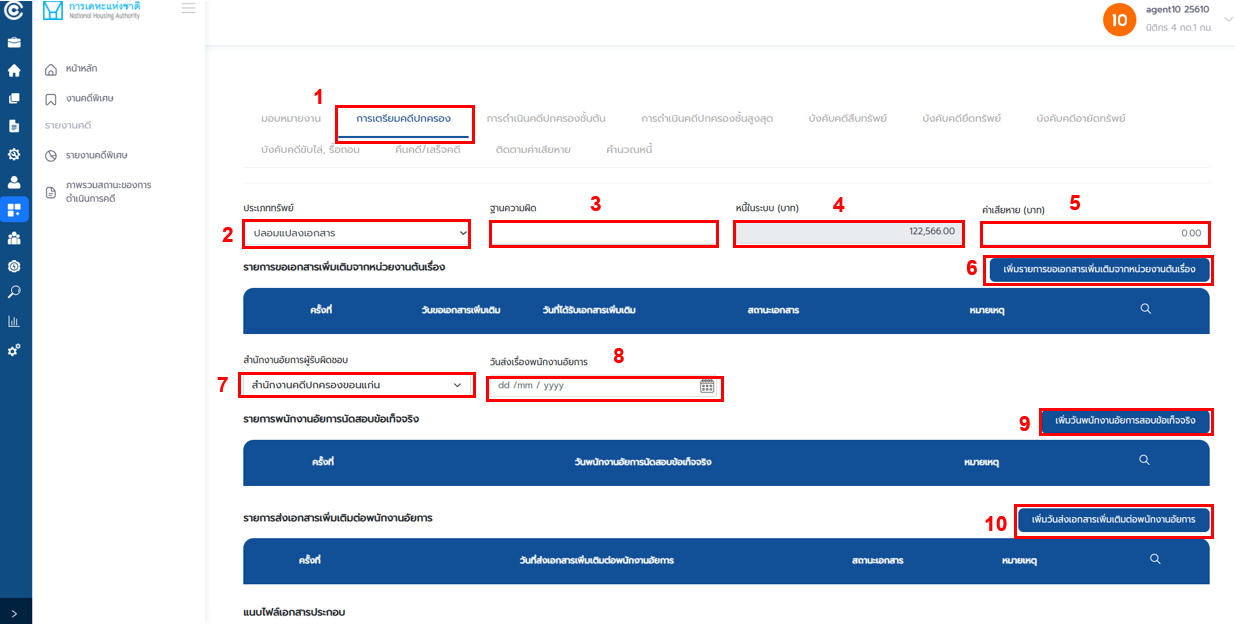 การเคหะแห่งชาติ
National Housing Authority
agent10 25610
10
นิติกร 4 กด.1 กม.
หน้าหลัก
งานคดีพิเศษ
รายงานคดี
รายงานคดีพิเศษ
ภาพรวมสถานะของการ
ดำเนินการคดี
1
มอบหมายงาน การเตรียมคดีปกครอง การดำเนินคดีปกครองชั้นต้น การดำเนินคดีปกครองชั้นสูงสุด บังคับคดีสืบทรัพย์ บังคับคดียึดทรัพย์ บังคับคดีอายัดทรัพย์
บังคับคดีขับไล่, รื้อถอน คืนคดี/เสร็จคดี ติดตามค่าเสียหาย คำนวณหนี้
ประเภททรัพย์ ฐานความผิด 3 หนี้ในระบบ (บาท) 4 ค่าเสียหาย (บาท) 5
2 ปลอมแปลงเอกสาร 122,566.00 0.00
รายการขอเอกสารเพิ่มเติมจากหน่วยงานต้นเรื่อง 6 เพิ่มรายการขอเอกสารเพิ่มเติมจากหน่วยงานต้นเรื่อง
ครั้งที่ วันขอเอกสารเพิ่มเติม วันที่ได้รับเอกสารเพิ่มเติม สถานะเอกสาร หมายเหตุ
สำนักงานอัยการผู้รับผิดชอบ วันส่งเรื่องพนักงานอัยการ 8
7 สำนักงานคดีปกครองขอนแก่น dd /mm / yyyy
รายการพนักงานอัยการนัดสอบข้อเท็จจริง 9 เพิ่มวันพนักงานอัยการสอบข้อเท็จจริง
ครั้งที่ วันพนักงานอัยการนัดสอบข้อเท็จจริง หมายเหตุ
รายการส่งเอกสารเพิ่มเติมต่อพนักงานอัยการ 10 เพิ่มวันส่งเอกสารเพิ่มเติมต่อพนักงานอัยการ
ครั้งที่ วันที่ส่งเอกสารเพิ่มเติมต่อพนักงานอัยการ สถานะเอกสาร หมายเหตุ
แนบไฟล์เอกสารประกอบ